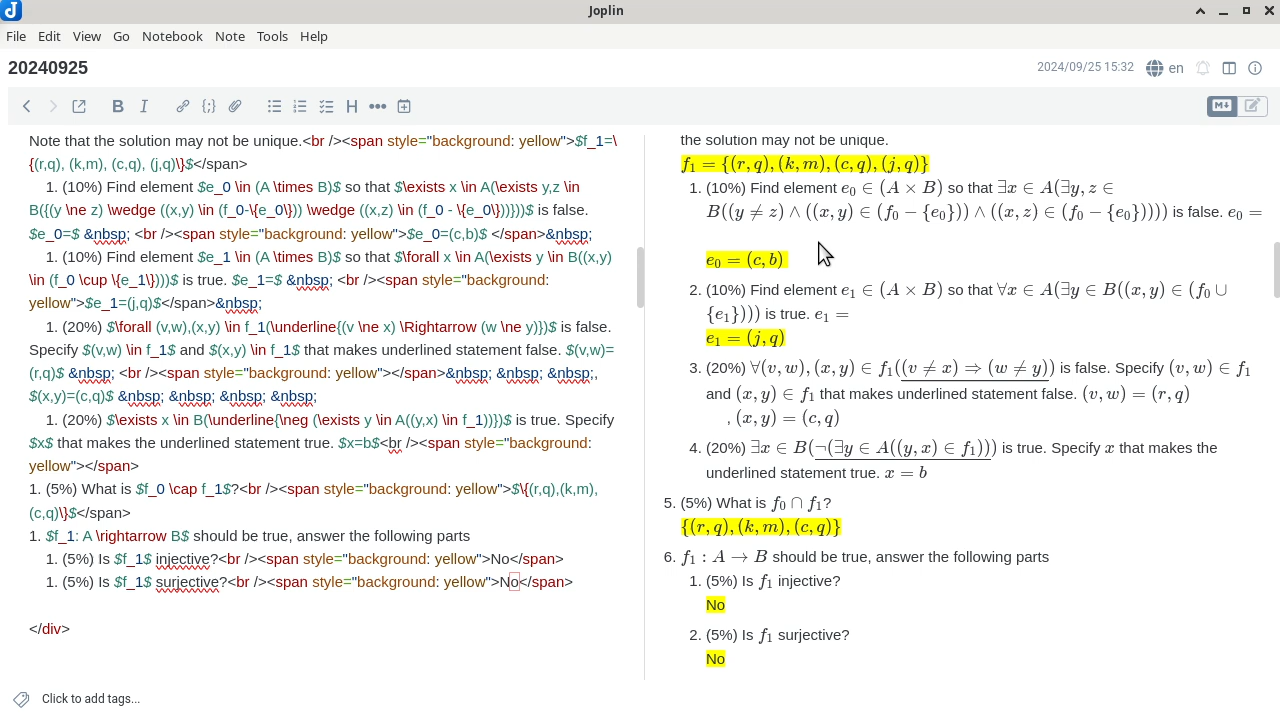 Joplin
File Edit View Go Notebook Note Tools Help
20240925
2024/09/25 15:32 en
Note that the solution may not be unique.<br /><span style="background: yellow">$f_1=\
{(r,q), (k,m), (c,q), (j,q)\}$</span>
1. (10%) Find element $e_0 \in (A \times B)$ so that $\exists x \in A(\exists y,z \in
B({(y \ne z) \wedge ((x,y) \in (f_0-\{e_0\})) \wedge ((x,z) \in (f_0 - \{e_0\}))}))$ is false.
$e_0=$ &nbsp; <br /><span style="background: yellow">$e_0=(c,b)$ </span>&nbsp;
1. (10%) Find element $e_1 \in (A \times B)$ so that $\forall x \in A(\exists y \in B((x,y)
\in (f_0 \cup \{e_1\})))$ is true. $e_1=$ &nbsp; <br /><span style="background:
yellow">$e_1=(j,q)$</span>&nbsp;
1. (20%) $\forall (v,w),(x,y) \in f_1(\underline{(v \ne x) \Rightarrow (w \ne y)})$ is false.
Specify $(v,w) \in f_1$ and $(x,y) \in f_1$ that makes underlined statement false. $(v,w)=
(r,q)$ &nbsp; <br /><span style="background: yellow"></span>&nbsp; &nbsp; &nbsp;,
$(x,y)=(c,q)$ &nbsp; &nbsp; &nbsp; &nbsp;
1. (20%) $\exists x \in B(\underline{\neg (\exists y \in A((y,x) \in f_1))})$ is true. Specify
$x$ that makes the underlined statement true. $x=b$<br /><span style="background:
yellow"></span>
1. (5%) What is $f_0 \cap f_1$?<br /><span style="background: yellow">$\{(r,q),(k,m),
(c,q)\}$</span>
1. $f_1: A \rightarrow B$ should be true, answer the following parts
1. (5%) Is $f_1$ injective?<br /><span style="background: yellow">No</span>
1. (5%) Is $f_1$ surjective?<br /><span style="background: yellow">No</span>
</div>
the solution may not be unique.
f₁ = {(r, q), (k, m), (c, q), (j, q)}
1. (10%) Find element e₀ ∈ (A × B) so that ∃x ∈ A(∃y, z ∈
B((y ≠ z) ∧ ((x, y) ∈ (f₀ − {e₀})) ∧ ((x, z) ∈ (f₀ − {e₀})))) is false. e₀ =
e₀ = (c, b)
2. (10%) Find element e₁ ∈ (A × B) so that ∀x ∈ A(∃y ∈ B((x, y) ∈ (f₀ ∪
{e₁}))) is true. e₁ =
e₁ = (j, q)
3. (20%) ∀(v, w), (x, y) ∈ f₁((v ≠ x) ⇒ (w ≠ y)) is false. Specify (v, w) ∈ f₁
and (x, y) ∈ f₁ that makes underlined statement false. (v, w) = (r, q)
, (x, y) = (c, q)
4. (20%) ∃x ∈ B(¬(∃y ∈ A((y, x) ∈ f₁))) is true. Specify x that makes the
underlined statement true. x = b
5. (5%) What is f₀ ∩ f₁?
{(r, q), (k, m), (c, q)}
6. f₁ : A → B should be true, answer the following parts
1. (5%) Is f₁ injective?
No
2. (5%) Is f₁ surjective?
No
Click to add tags...